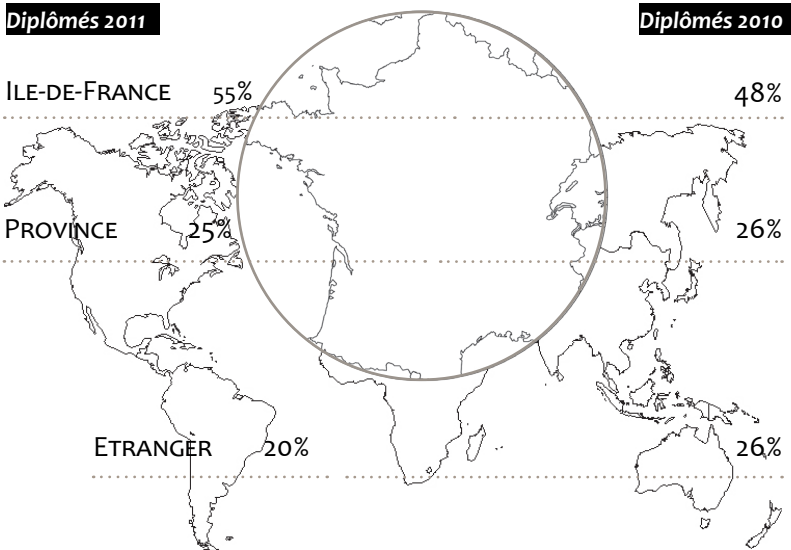 Diplômés 2011 Diplômés 2010
ILE-DE-FRANCE 55% 48%
PROVINCE 25% 26%
ETRANGER 20% 26%